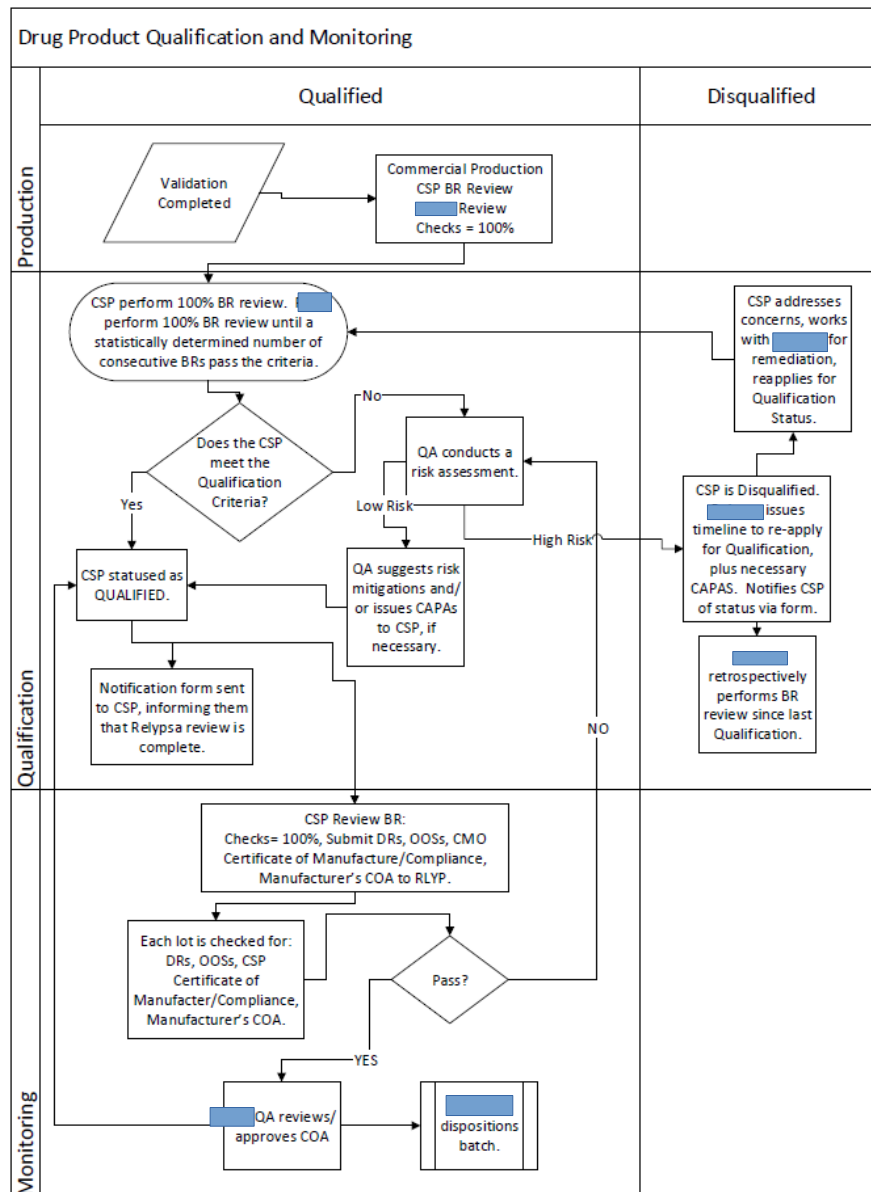 Drug Product Qualification and Monitoring
Qualified
Disqualified
Production
Validation
Completed
Commercial Production
CSP BR Review
Review
Checks = 100%
Qualification
CSP perform 100% BR review.
perform 100% BR review until a
statistically determined number of
consecutive BRs pass the criteria.
Does the CSP
meet the
Qualification
Criteria?
No
Yes
QA conducts a
risk assessment.
Low Risk
High Risk
CSP statused as
QUALIFIED.
QA suggests risk
mitigations and/
or issues CAPAs
to CSP, if
necessary.
Notification form sent
to CSP, informing them
that Relypsa review is
complete.
NO
CSP addresses
concerns, works
with for
remediation,
reapplies for
Qualification
Status.
CSP is Disqualified.
issues
timeline to re-apply
for Qualification,
plus necessary
CAPAS. Notifies CSP
of status via form.
retrospectively
performs BR
review since last
Qualification.
Monitoring
CSP Review BR:
Checks= 100%, Submit DRs, OOSs, CMO
Certificate of Manufacture/Compliance,
Manufacturer's COA to RLYP.
Each lot is checked for:
DRs, OOSs, CSP
Certificate of
Manufacter/Compliance,
Manufacturer's COA.
Pass?
YES
QA reviews/
approves COA
dispositions
batch.